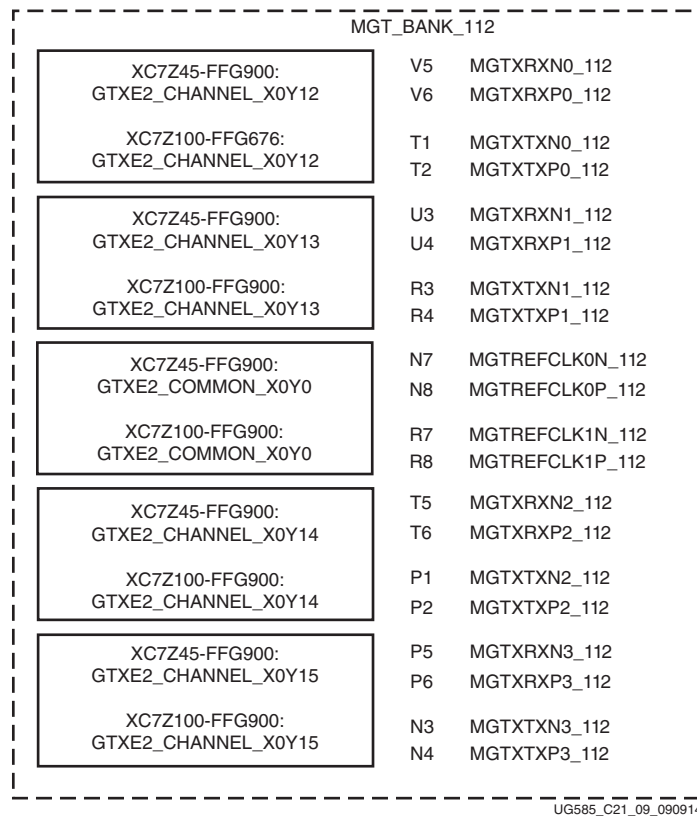 MGT_BANK_112
XC7Z45-FFG900:
GTXE2_CHANNEL_X0Y12
XC7Z100-FFG676:
GTXE2_CHANNEL_X0Y12
V5 MGTXRXN0_112
V6 MGTXRXP0_112
T1 MGTXTXN0_112
T2 MGTXTXP0_112
XC7Z45-FFG900:
GTXE2_CHANNEL_X0Y13
XC7Z100-FFG900:
GTXE2_CHANNEL_X0Y13
U3 MGTXRXN1_112
U4 MGTXRXP1_112
R3 MGTXTXN1_112
R4 MGTXTXP1_112
XC7Z45-FFG900:
GTXE2_COMMON_X0Y0
XC7Z100-FFG900:
GTXE2_COMMON_X0Y0
N7 MGTREFCLK0N_112
N8 MGTREFCLK0P_112
R7 MGTREFCLK1N_112
R8 MGTREFCLK1P_112
XC7Z45-FFG900:
GTXE2_CHANNEL_X0Y14
XC7Z100-FFG900:
GTXE2_CHANNEL_X0Y14
T5 MGTXRXN2_112
T6 MGTXRXP2_112
P1 MGTXTXN2_112
P2 MGTXTXP2_112
XC7Z45-FFG900:
GTXE2_CHANNEL_X0Y15
XC7Z100-FFG900:
GTXE2_CHANNEL_X0Y15
P5 MGTXRXN3_112
P6 MGTXRXP3_112
N3 MGTXTXN3_112
N4 MGTXTXP3_112
UG585_C21_09_090914